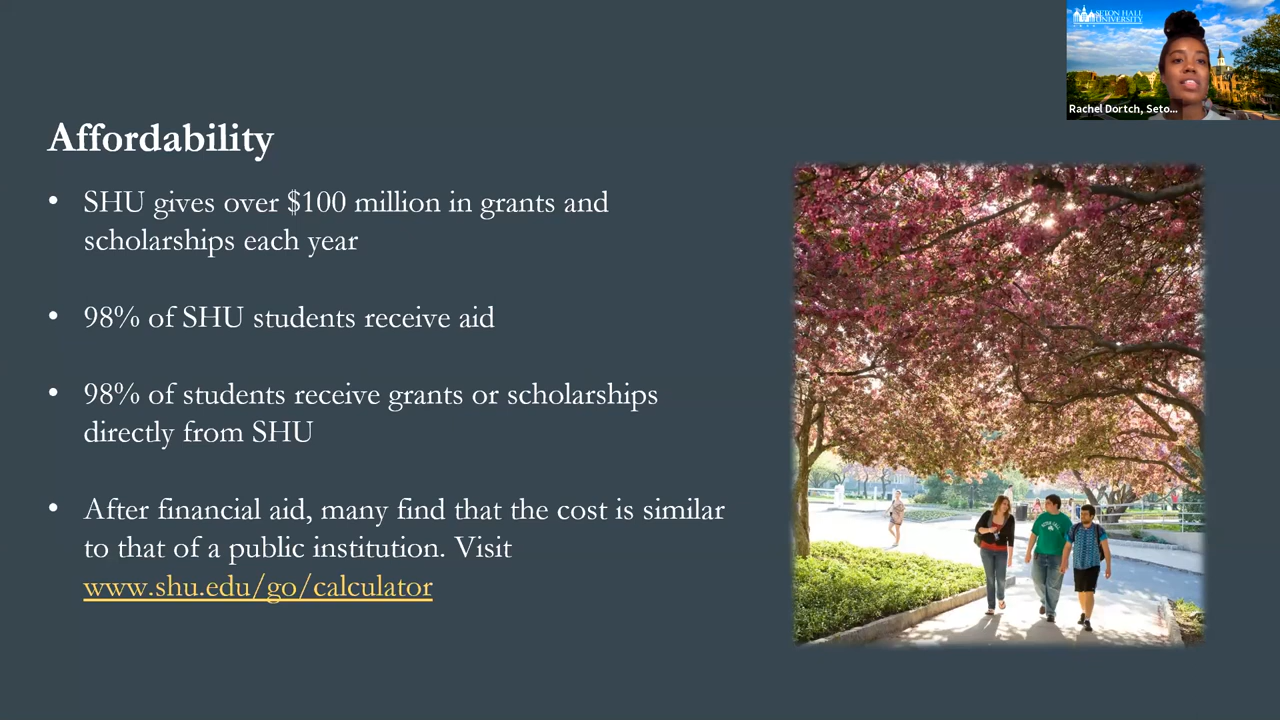 SETON HALL
UNIVERSITY
Rachel Dortch, Seto...
Affordability
• SHU gives over $100 million in grants and
scholarships each year
• 98% of SHU students receive aid
• 98% of students receive grants or scholarships
directly from SHU
• After financial aid, many find that the cost is similar
to that of a public institution. Visit
www.shu.edu/go/calculator